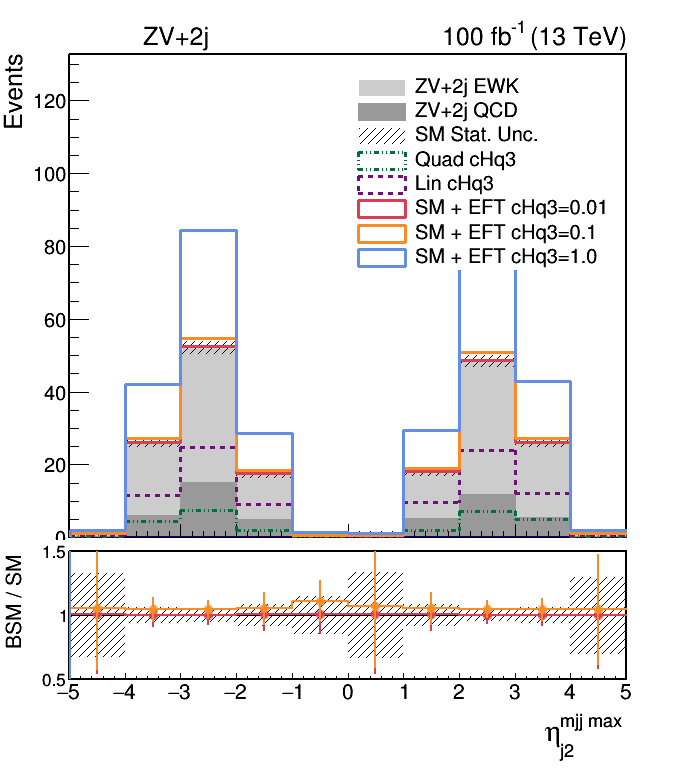 ZV+2j 100 fb⁻¹ (13 TeV)
Events
120
100
80
60
40
20
0
ZV+2j EWK
ZV+2j QCD
SM Stat. Unc.
Quad cHq3
Lin cHq3
SM + EFT cHq3=0.01
SM + EFT cHq3=0.1
SM + EFT cHq3=1.0
BSM / SM
1.5
1
0.5
−5 −4 −3 −2 −1 0 1 2 3 4 5
η_{j2}^{mjj max}